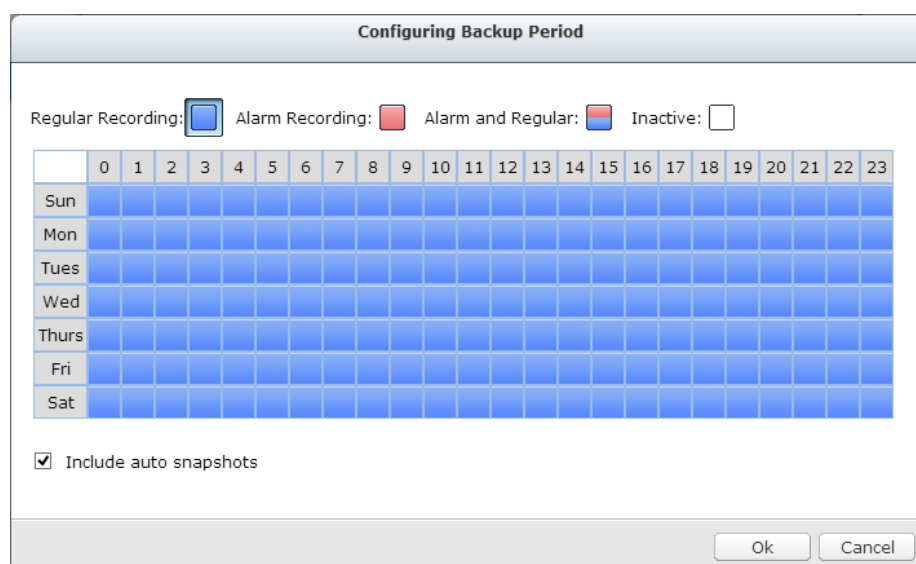 Configuring Backup Period
Regular Recording: Alarm Recording: Alarm and Regular: Inactive:
0 1 2 3 4 5 6 7 8 9 10 11 12 13 14 15 16 17 18 19 20 21 22 23
Sun
Mon
Tues
Wed
Thurs
Fri
Sat
Include auto snapshots
Ok Cancel